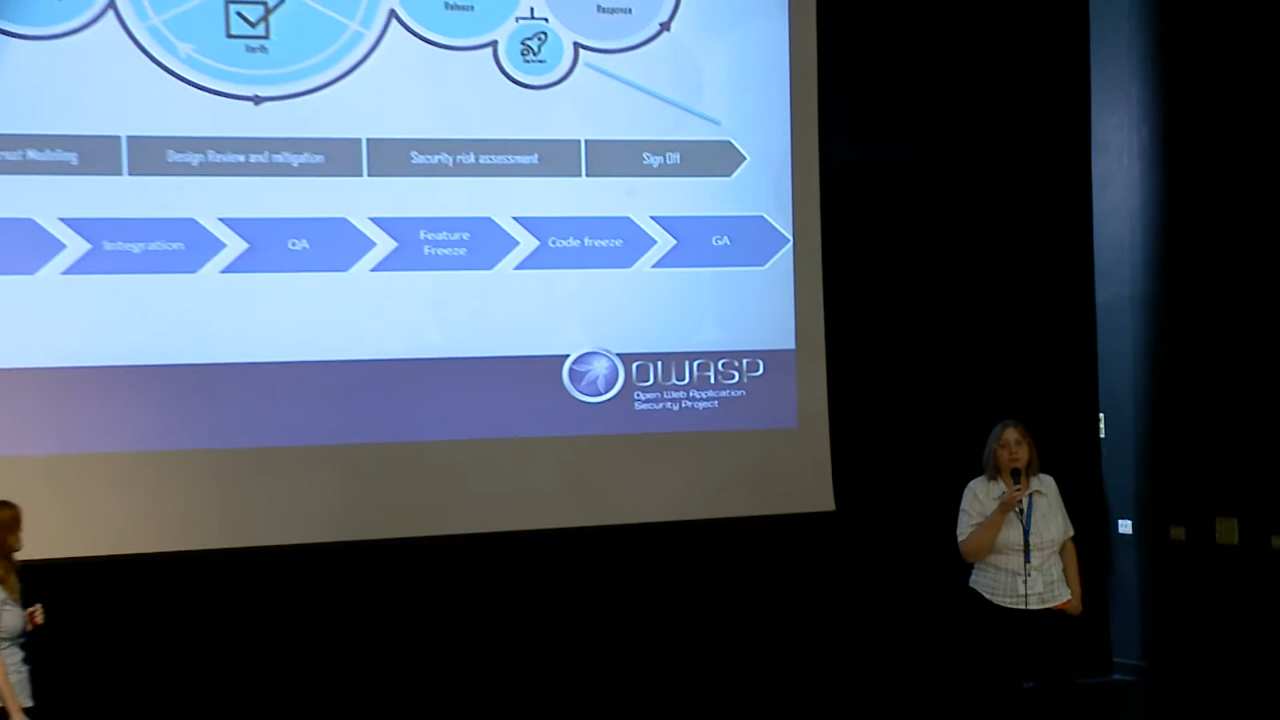 Release
Response
Verify
Modeling
Design Review and mitigation
Security risk assessment
Sign Off
Integration
QA
Feature
Freeze
Code freeze
GA
OWASP
Open Web Application
Security Project